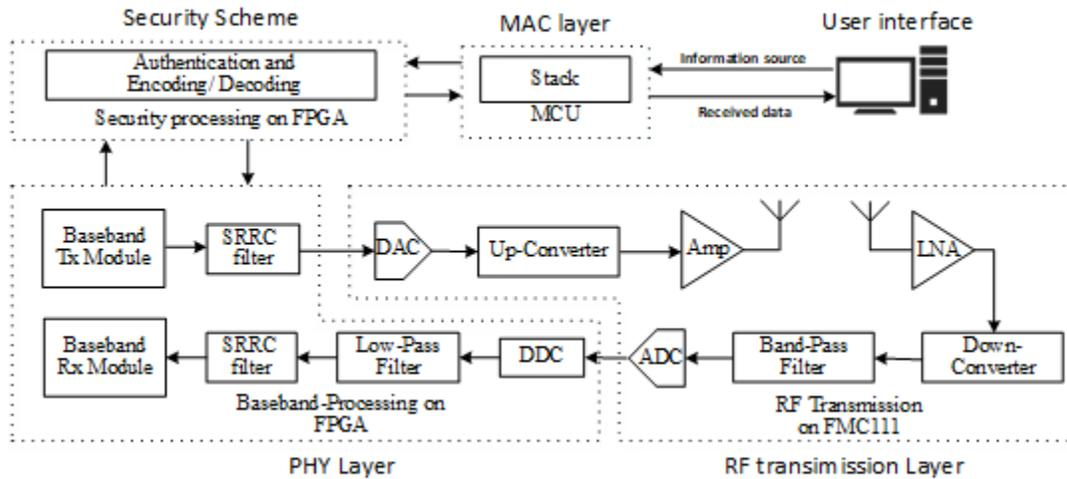 Security Scheme
MAC layer
User interface
Authentication and
Encoding/Decoding
Security processing on FPGA
Stack
MCU
Information source
Received data
Baseband
Tx Module
SRRC
filter
DAC
Up-Converter
Amp
LNA
Baseband
Rx Module
SRRC
filter
Low-Pass
Filter
DDC
ADC
Band-Pass
Filter
Down-
Converter
Baseband-Processing on
FPGA
RF Transmission
on FMC111
PHY Layer
RF transimission Layer